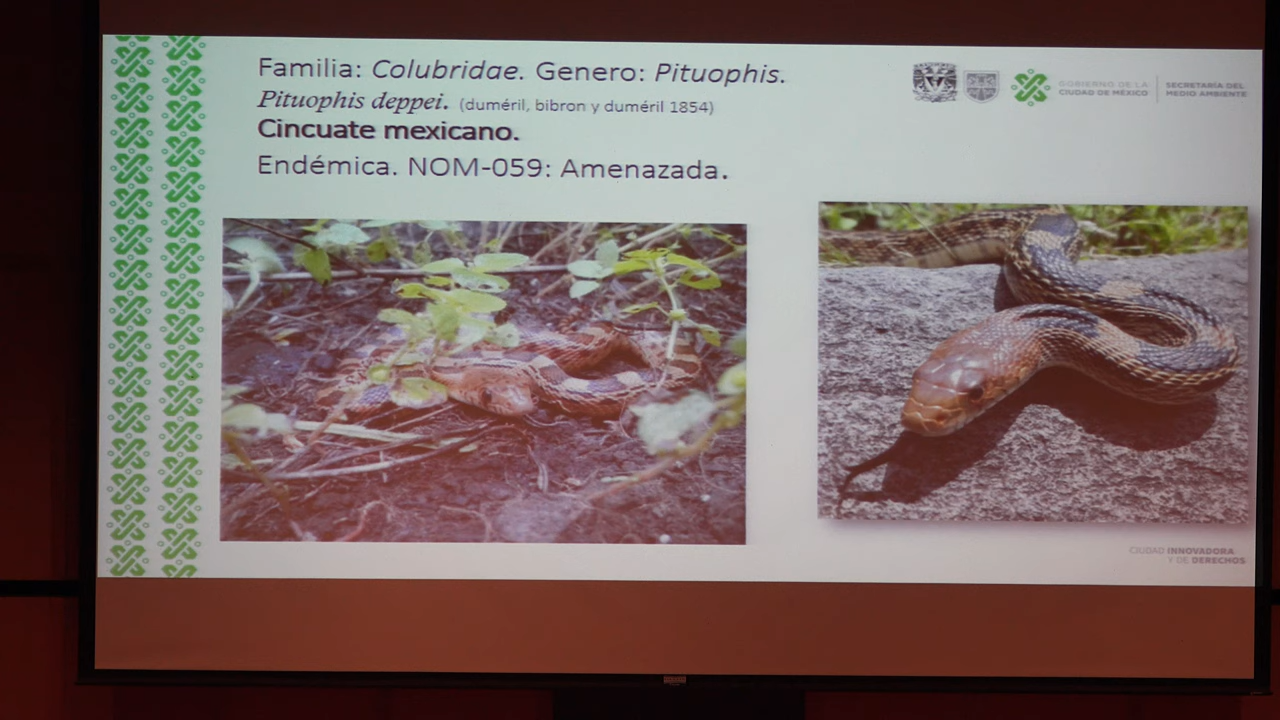 Familia: Colubridae. Genero: Pituophis.
Pituophis deppei. (duméril, bibron y duméril 1854)
Cincuate mexicano.
Endémica. NOM-059: Amenazada.
GOBIERNO DE LA
CIUDAD DE MÉXICO
SECRETARÍA DEL
MEDIO AMBIENTE
CIUDAD INNOVADORA
Y DE DERECHOS